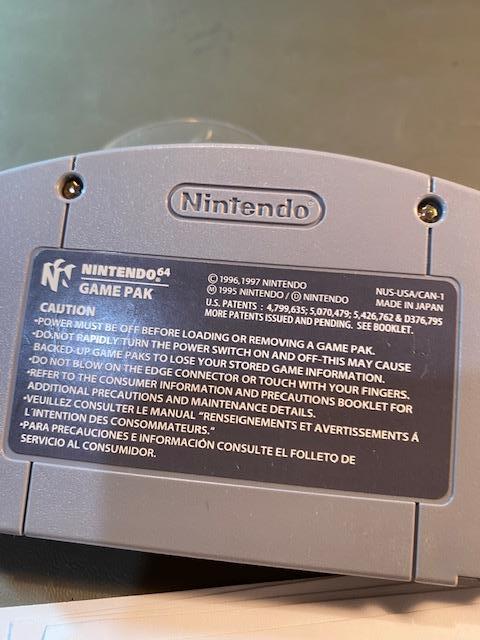 Nintendo
NINTENDO 64
GAME PAK
© 1996, 1997 NINTENDO
Ⓜ 1995 NINTENDO / Ⓓ NINTENDO
U.S. PATENTS : 4,799,635; 5,070,479; 5,426,762 & D376,795
MORE PATENTS ISSUED AND PENDING. SEE BOOKLET.
NUS-USA/CAN-1
MADE IN JAPAN
CAUTION
•POWER MUST BE OFF BEFORE LOADING OR REMOVING A GAME PAK.
•DO NOT RAPIDLY TURN THE POWER SWITCH ON AND OFF-THIS MAY CAUSE
BACKED-UP GAME PAKS TO LOSE YOUR STORED GAME INFORMATION.
•DO NOT BLOW ON THE EDGE CONNECTOR OR TOUCH WITH YOUR FINGERS.
•REFER TO THE CONSUMER INFORMATION AND PRECAUTIONS BOOKLET FOR
ADDITIONAL PRECAUTIONS AND MAINTENANCE DETAILS.
•VEUILLEZ CONSULTER LE MANUAL "RENSEIGNEMENTS ET AVERTISSEMENTS Á
L'INTENTION DES CONSOMMATEURS."
•PARA PRECAUCIONES E INFORMACIÓN CONSULTE EL FOLLETO DE
SERVICIO AL CONSUMIDOR.